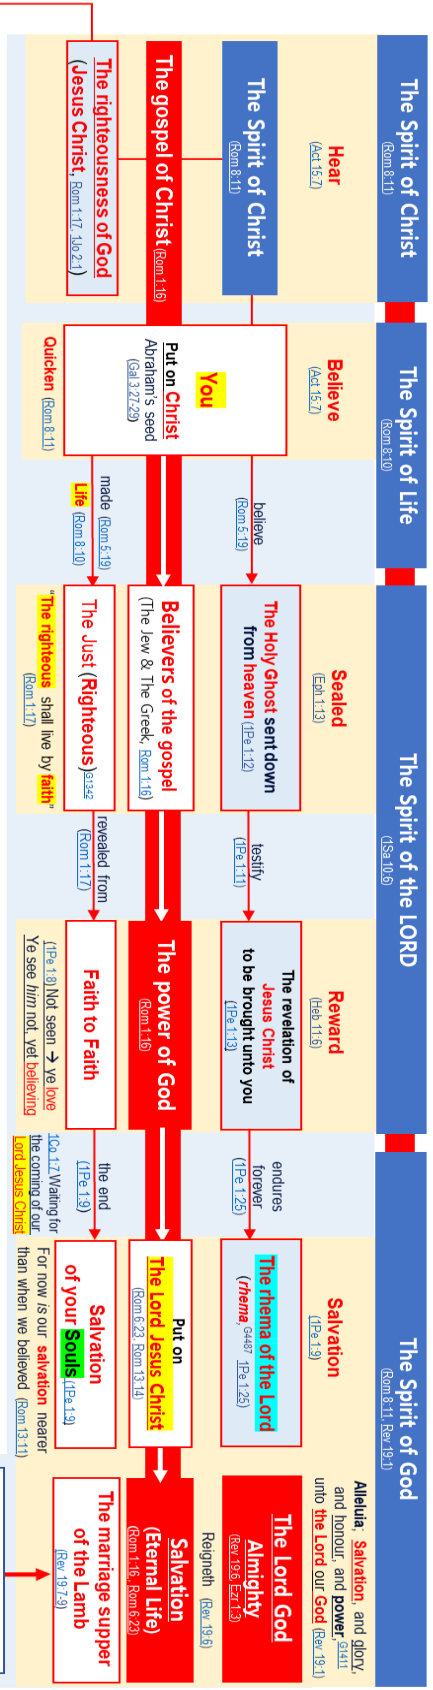 The Spirit of Christ
(Rom 8:11)
The Spirit of Life
(Rom 8:10)
The Spirit of the LORD
(1Sa 10:6)
The Spirit of God
(Rom 8:11, Rev 19:1)
Hear
(Act 15:7)
Believe
(Act 15:7)
Sealed
(Eph 1:13)
Reward
(Heb 11:6)
Salvation
(1Pe 1:9)
Alleluia; Salvation, and glory,
and honour, and power, G1411
unto the Lord our God (Rev 19:1)
The Spirit of Christ
(Rom 8:11)
believe
(Rom 5:19)
The Holy Ghost sent down
from heaven (1Pe 1:12)
testify
(1Pe 1:11)
The revelation of
Jesus Christ
to be brought unto you
(1Pe 1:13)
endures
forever
(1Pe 1:25)
The rhema of the Lord
(rhema, G4487 1Pe 1:25)
The Lord God
Almighty
(Rev 19:6, Ezr 1:3)
Reigneth (Rev 19:6)
The gospel of Christ (Rom 1:16)
You
Put on Christ
Abraham's seed
(Gal 3:27-29)
Believers of the gospel
(The Jew & The Greek, Rom 1:16)
The power of God
(Rom 1:16)
Put on
The Lord Jesus Christ
(Rom 6:23, Rom 13:14)
Salvation
(Eternal Life)
(Rom 1:16, Rom 6:23)
The righteousness of God
(Jesus Christ, Rom 1:17, 1Jo 2:1)
Quicken (Rom 8:11)
made (Rom 5:19)
Life (Rom 8:10)
The Just (Righteous)G1342
"The righteous shall live by faith"
(Rom 1:17)
revealed from
(Rom 1:17)
Faith to Faith
(1Pe 1:8) Not seen → ye love
Ye see him not, yet believing
the end
(1Pe 1:9)
1Co 1:7 Waiting for
the coming of our
Lord Jesus Christ
Salvation
of your Souls (1Pe 1:9)
For now is our salvation nearer
than when we believed (Rom 13:11)
The marriage supper
of the Lamb
(Rev 19:7-9)